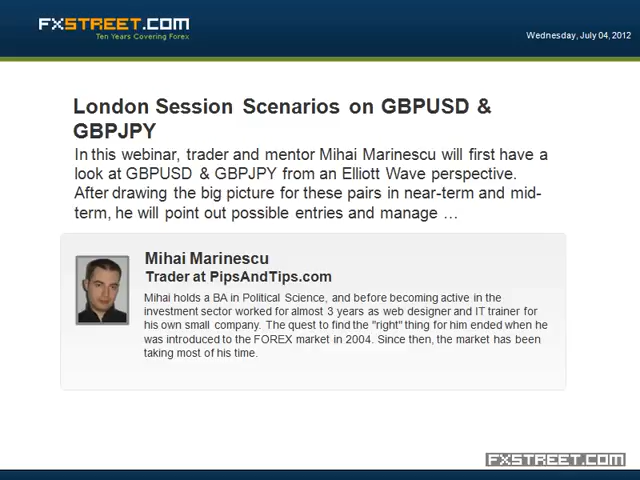 FXSTREET.COM
Ten Years Covering Forex
Wednesday, July 04, 2012
London Session Scenarios on GBPUSD &
GBPJPY
In this webinar, trader and mentor Mihai Marinescu will first have a
look at GBPUSD & GBPJPY from an Elliott Wave perspective.
After drawing the big picture for these pairs in near-term and mid-
term, he will point out possible entries and manage …
Mihai Marinescu
Trader at PipsAndTips.com
Mihai holds a BA in Political Science, and before becoming active in the
investment sector worked for almost 3 years as web designer and IT trainer for
his own small company. The quest to find the "right" thing for him ended when he
was introduced to the FOREX market in 2004. Since then, the market has been
taking most of his time.
FXSTREET.COM